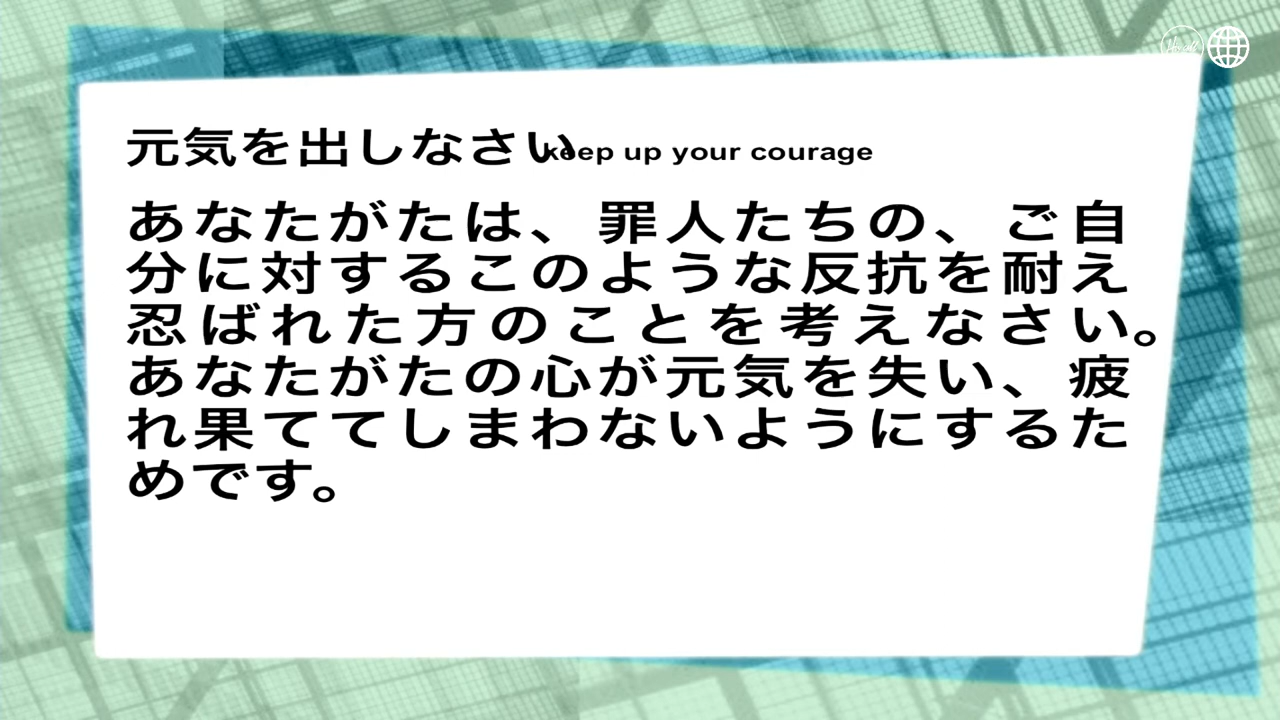 元気を出しなさい keep up your courage
あなたがたは、罪人たちの、ご自
分に対するこのような反抗を耐え
忍ばれた方のことを考えなさい。
あなたがたの心が元気を失い、疲
れ果ててしまわないようにするた
めです。